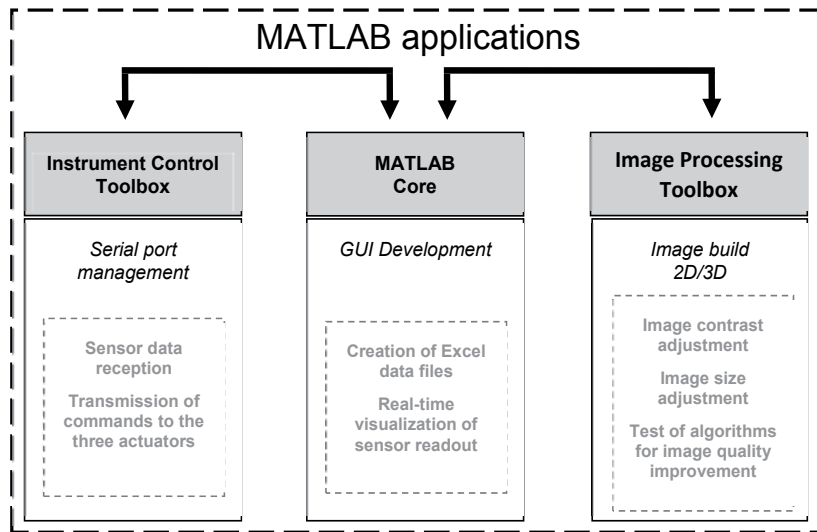 MATLAB applications
Instrument Control
Toolbox
Serial port
management
Sensor data
reception
Transmission of
commands to the
three actuators
MATLAB
Core
GUI Development
Creation of Excel
data files
Real-time
visualization of
sensor readout
Image Processing
Toolbox
Image build
2D/3D
Image contrast
adjustment
Image size
adjustment
Test of algorithms
for image quality
improvement